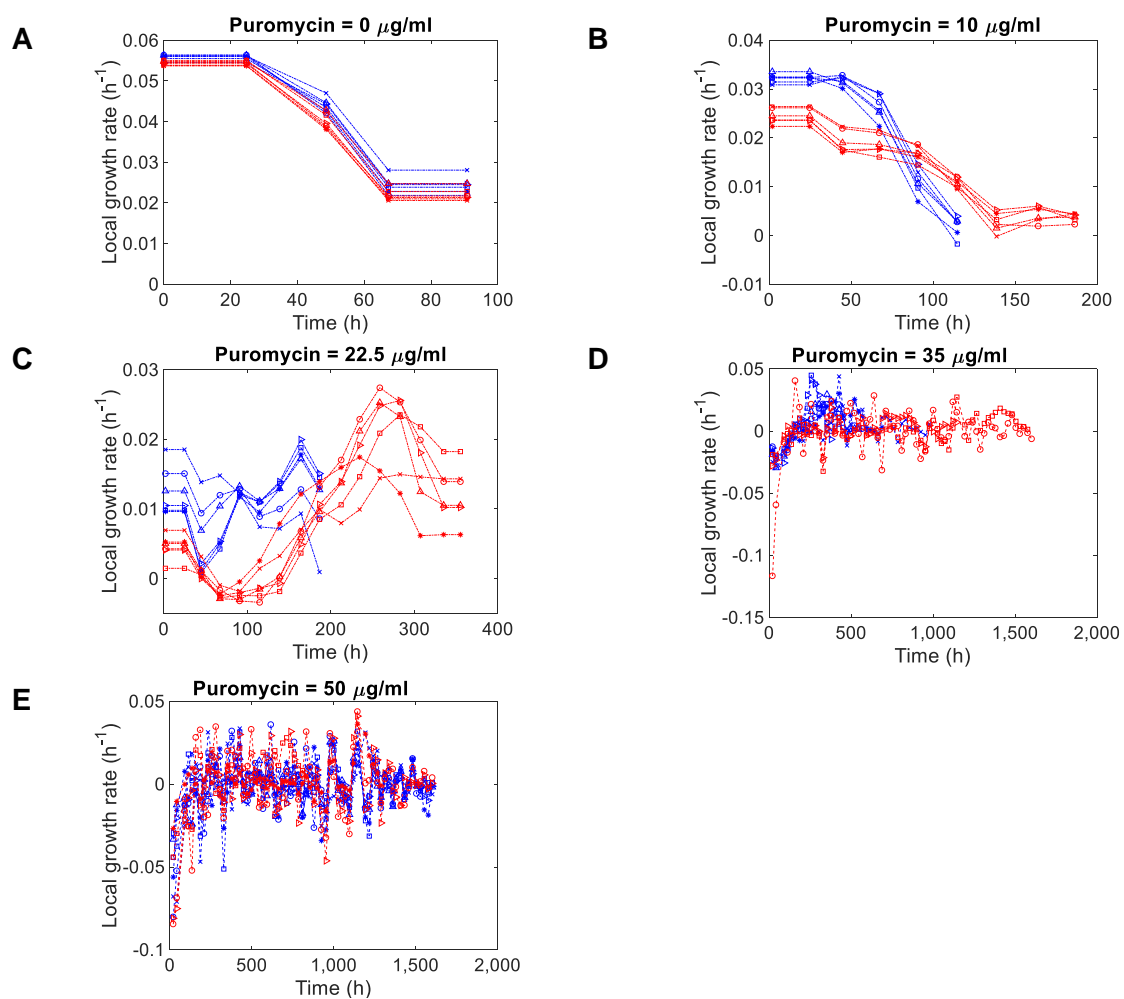 A
Puromycin = 0 μg/ml
Local growth rate (h-1)
0.06
0.05
0.04
0.03
0.02
0.01
0
0 20 40 60 80 100
Time (h)
B
Puromycin = 10 μg/ml
Local growth rate (h-1)
0.04
0.03
0.02
0.01
0
-0.01
0 50 100 150 200
Time (h)
C
Puromycin = 22.5 μg/ml
Local growth rate (h-1)
0.03
0.02
0.01
0
0 100 200 300 400
Time (h)
D
Puromycin = 35 μg/ml
Local growth rate (h-1)
0.05
0
-0.05
-0.1
-0.15
0 500 1,000 1,500 2,000
Time (h)
E
Puromycin = 50 μg/ml
Local growth rate (h-1)
0.05
0
-0.05
-0.1
0 500 1,000 1,500 2,000
Time (h)